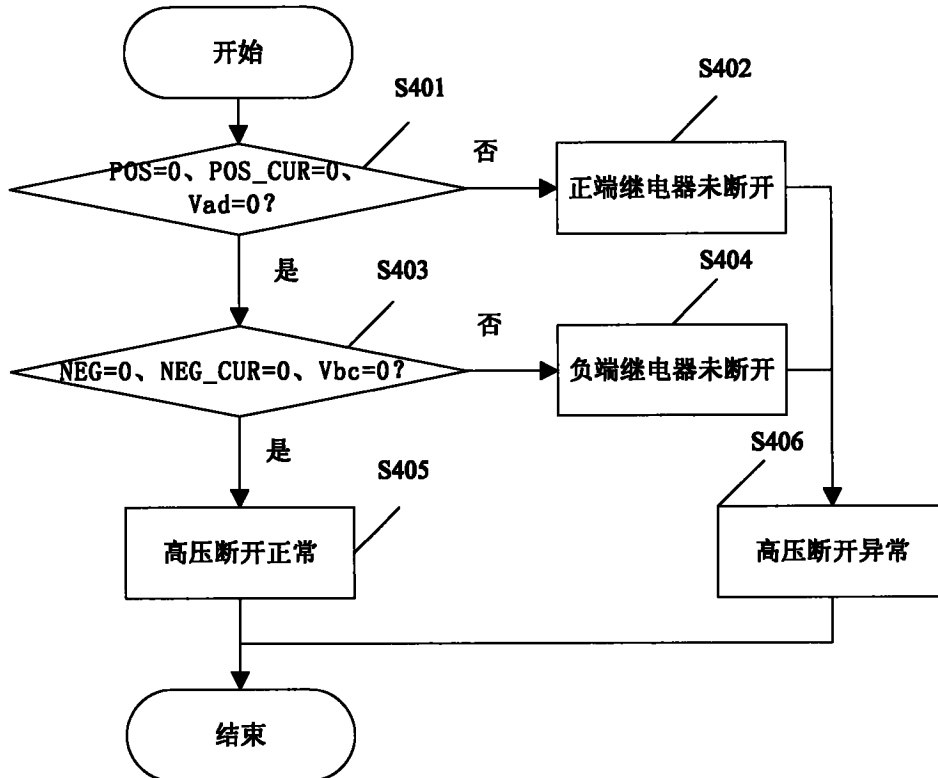 开始
S401
S402
POS=0、POS_CUR=0、
Vad=0?
否
正端继电器未断开
是
S403
S404
NEG=0、NEG_CUR=0、Vbc=0?
否
负端继电器未断开
是
S405
S406
高压断开正常
高压断开异常
结束